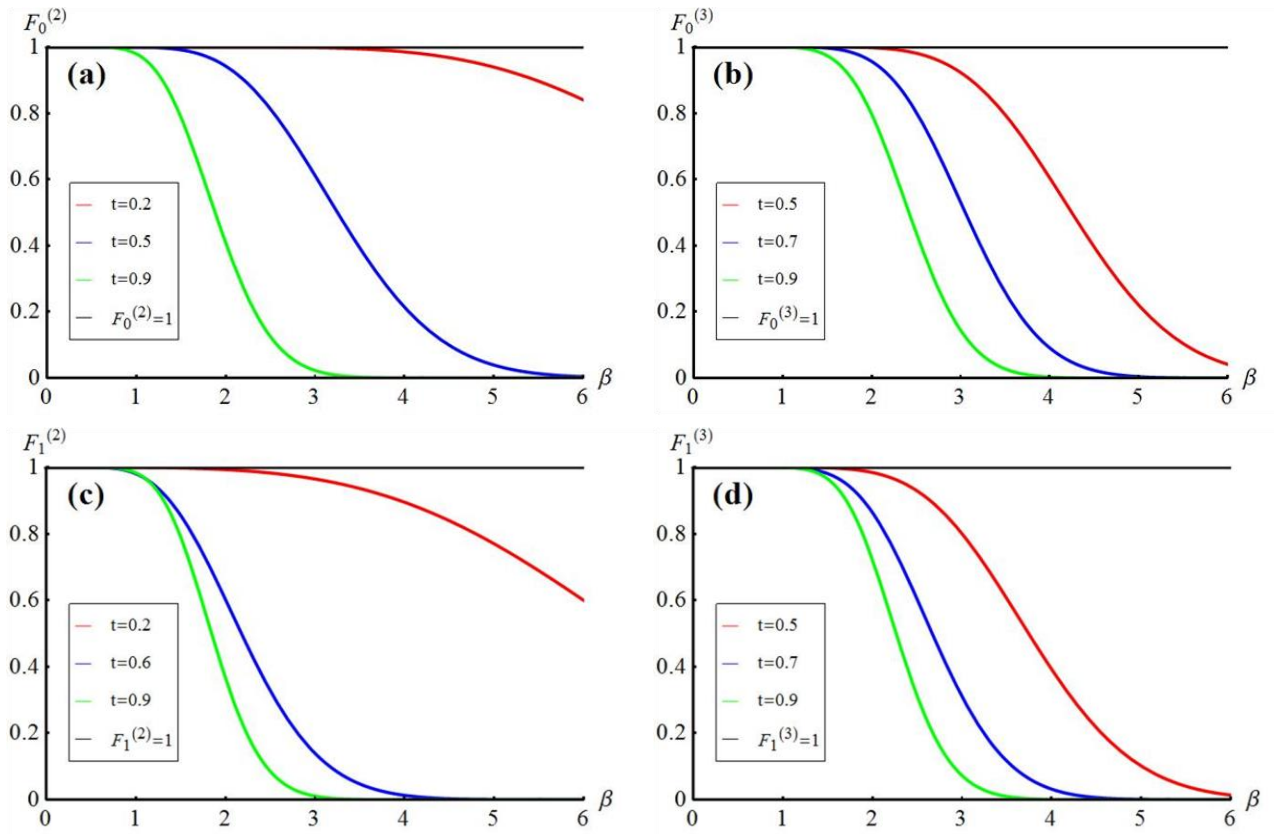 F₀⁽²⁾
1
(a)
0.8
0.6
t=0.2
0.4
t=0.5
t=0.9
0.2
F₀⁽²⁾=1
0
0 1 2 3 4 5 6 β
F₀⁽³⁾
1
(b)
0.8
0.6
t=0.5
0.4
t=0.7
t=0.9
0.2
F₀⁽³⁾=1
0
0 1 2 3 4 5 6 β
F₁⁽²⁾
1
(c)
0.8
0.6
t=0.2
0.4
t=0.6
t=0.9
0.2
F₁⁽²⁾=1
0
0 1 2 3 4 5 6 β
F₁⁽³⁾
1
(d)
0.8
0.6
t=0.5
0.4
t=0.7
t=0.9
0.2
F₁⁽³⁾=1
0
0 1 2 3 4 5 6 β